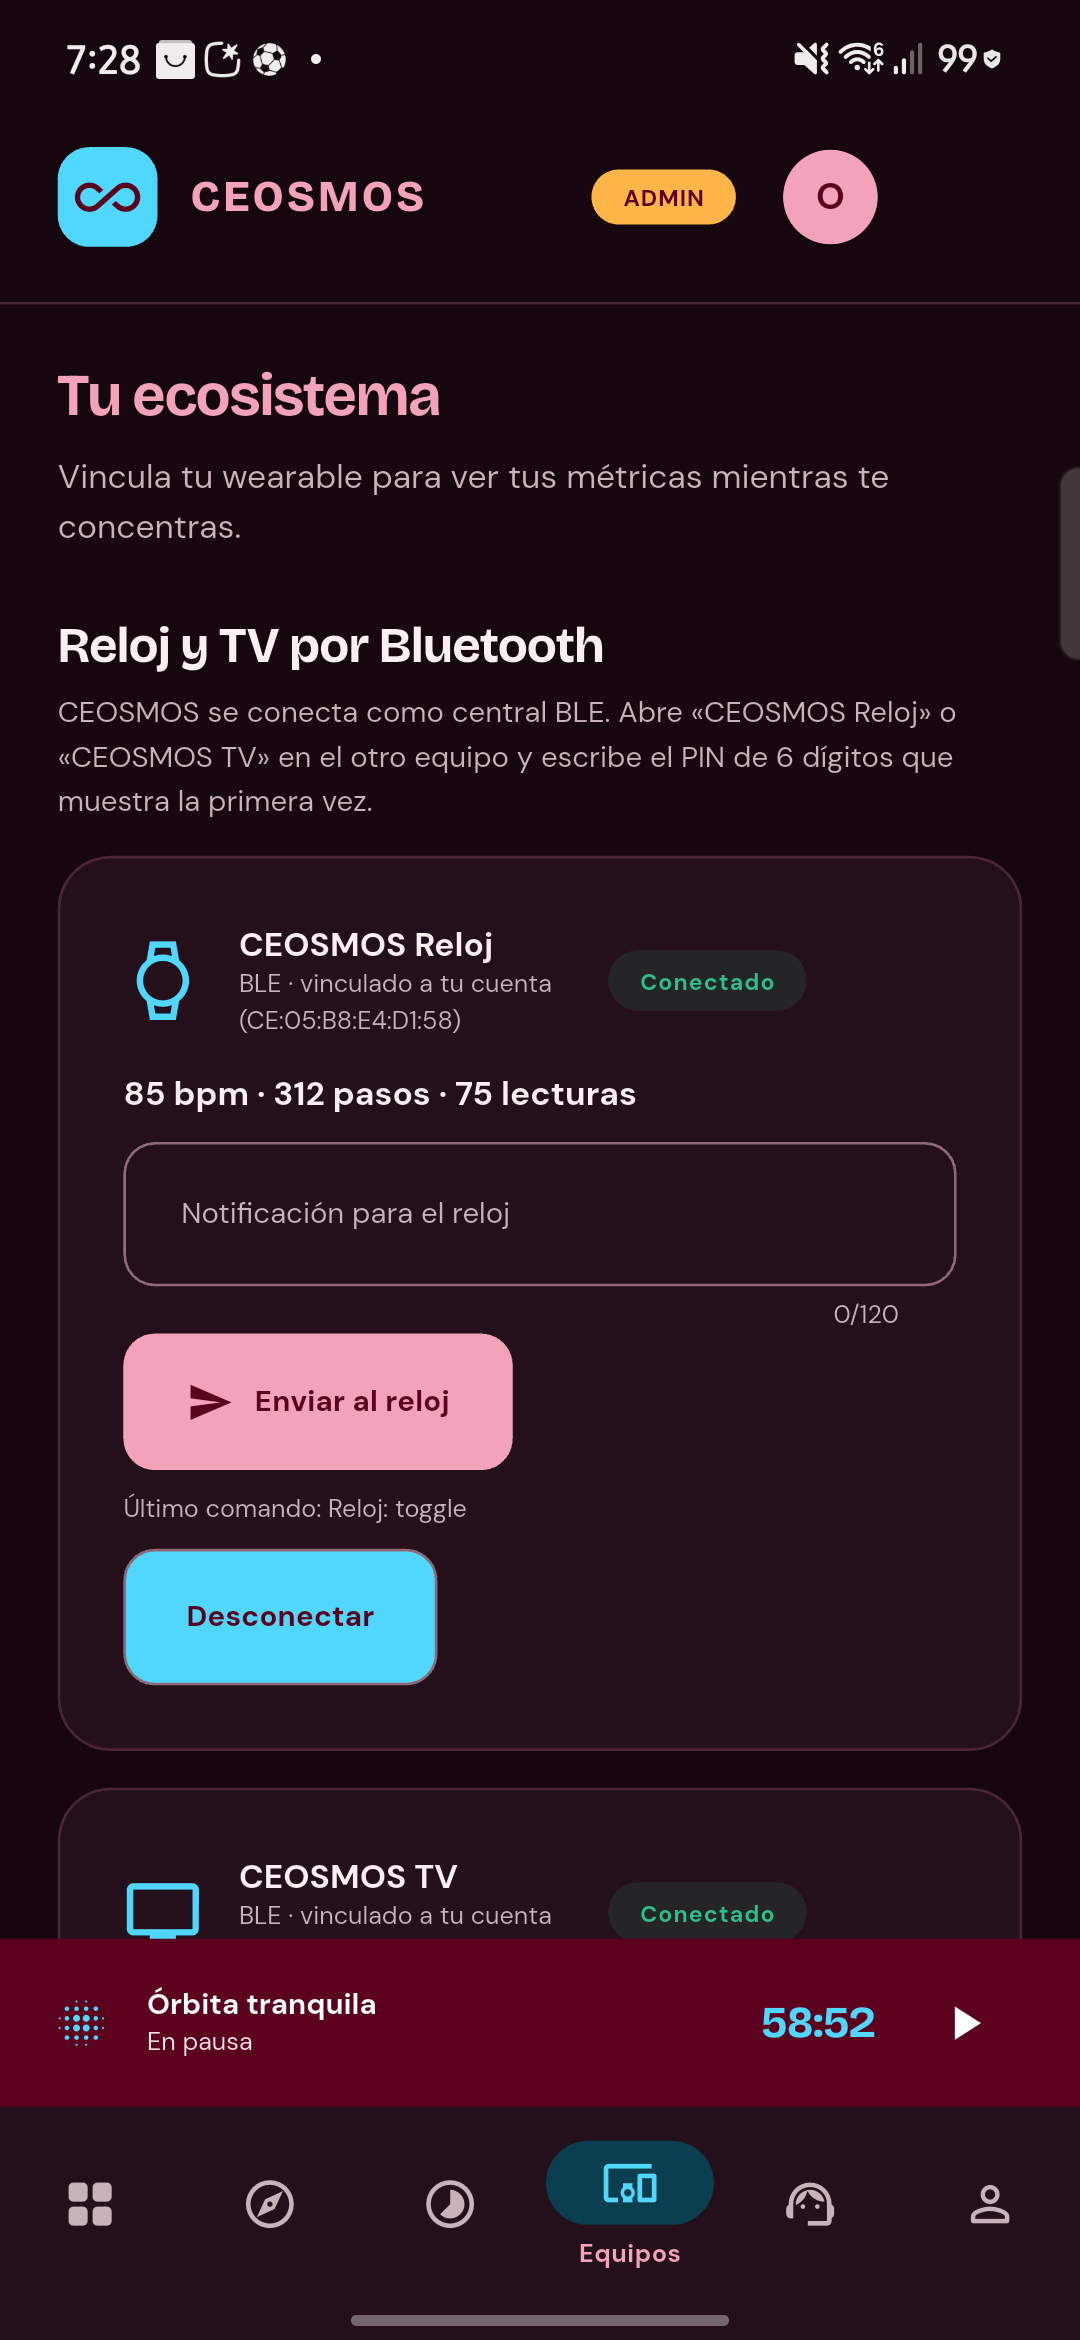 7:28
6
99
CEOSMOS
ADMIN
O
Tu ecosistema
Vincula tu wearable para ver tus métricas mientras te
concentras.
Reloj y TV por Bluetooth
CEOSMOS se conecta como central BLE. Abre «CEOSMOS Reloj» o
«CEOSMOS TV» en el otro equipo y escribe el PIN de 6 dígitos que
muestra la primera vez.
CEOSMOS Reloj
BLE · vinculado a tu cuenta
(CE:05:B8:E4:D1:58)
Conectado
85 bpm · 312 pasos · 75 lecturas
Notificación para el reloj
0/120
Enviar al reloj
Último comando: Reloj: toggle
Desconectar
CEOSMOS TV
BLE · vinculado a tu cuenta
Conectado
Órbita tranquila
En pausa
58:52
Equipos